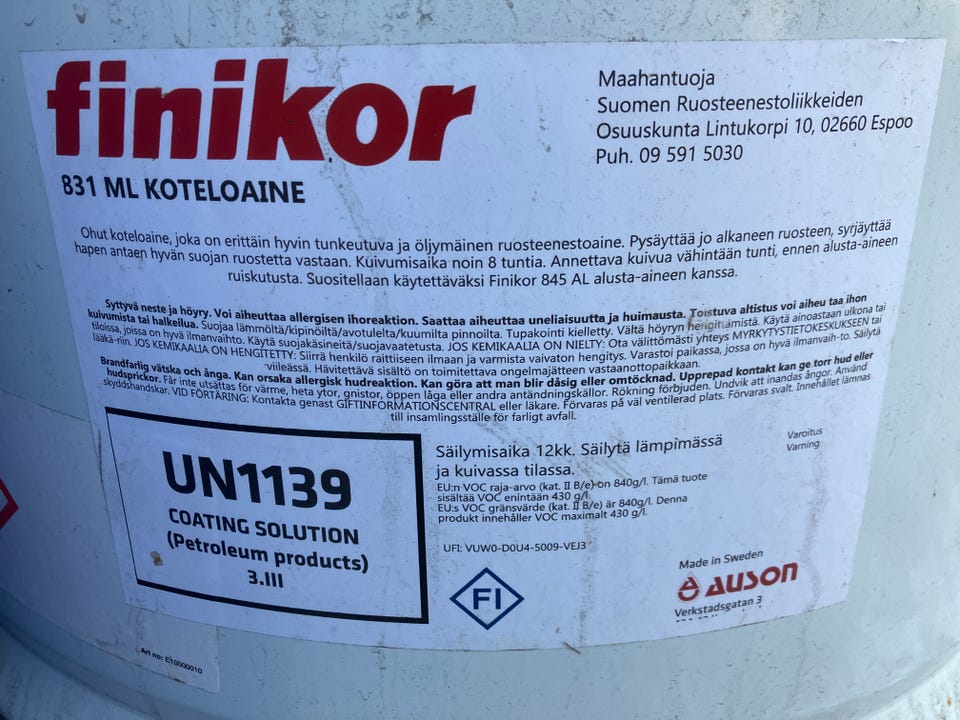 finikor
831 ML KOTELOAINE
Maahantuoja
Suomen Ruosteenestoliikkeiden
Osuuskunta Lintukorpi 10, 02660 Espoo
Puh. 09 591 5030
Ohut koteloaine, joka on erittäin hyvin tunkeutuva ja öljymäinen ruosteenestoaine. Pysäyttää jo alkaneen ruosteen, syrjäyttää
hapen antaen hyvän suojan ruostetta vastaan. Kuivumisaika noin 8 tuntia. Annettava kuivua vähintään tunti, ennen alusta-aineen
ruiskutusta. Suositellaan käytettäväksi Finikor 845 AL alusta-aineen kanssa.
Syttyvä neste ja höyry. Voi aiheuttaa allergisen ihoreaktion. Saattaa aiheuttaa uneliaisuutta ja huimausta. Toistuva altistus voi aiheu taa ihon
kuivumista tai halkeilua. Suojaa lämmöltä/kipinöiltä/avotulelta/kuumilta pinnoilta. Tupakointi kielletty. Vältä höyryn hengittämistä. Käytä ainoastaan ulkona tai
tiloissa, joissa on hyvä ilmanvaihto. Käytä suojakäsineitä/suojavaatetusta. JOS KEMIKAALIA ON NIELTY: Ota välittömästi yhteys MYRKYTYSTIETOKESKUKSEEN tai
lääkä-riin. JOS KEMIKAALIA ON HENGITETTY: Siirrä henkilö raittiiseen ilmaan ja varmista vaivaton hengitys. Varastoi paikassa, jossa on hyvä ilmanvaih-to. Säilytä
viileässä. Hävitettävä sisältö on toimitettava ongelmajätteen vastaanottopaikkaan.
Brandfarlig vätska och ånga. Kan orsaka allergisk hudreaktion. Kan göra att man blir dåsig eller omtöcknad. Upprepad kontakt kan ge torr hud eller
hudsprickor. Får inte utsättas för värme, heta ytor, gnistor, öppen låga eller andra antändningskällor. Rökning förbjuden. Undvik att inandas ångor. Använd
skyddshandskar. VID FÖRTÄRING: Kontakta genast GIFTINFORMATIONSCENTRAL eller läkare. Förvaras på väl ventilerad plats. Förvaras svalt. Innehållet lämnas
till insamlingsställe för farligt avfall.
UN1139
COATING SOLUTION
(Petroleum products)
3.III
Säilymisaika 12kk. Säilytä lämpimässä
ja kuivassa tilassa.
Varoitus
Varning
EU:n VOC raja-arvo (kat. II B/e) on 840g/l. Tämä tuote
sisältää VOC enintään 430 g/l.
EU:s VOC gränsvärde (kat. II B/e) är 840g/l. Denna
produkt innehåller VOC maximalt 430 g/l.
UFI: VUW0-D0U4-5009-VEJ3
FI
Made in Sweden
AUSON
Verkstadsgatan 3
Art no: E10000010